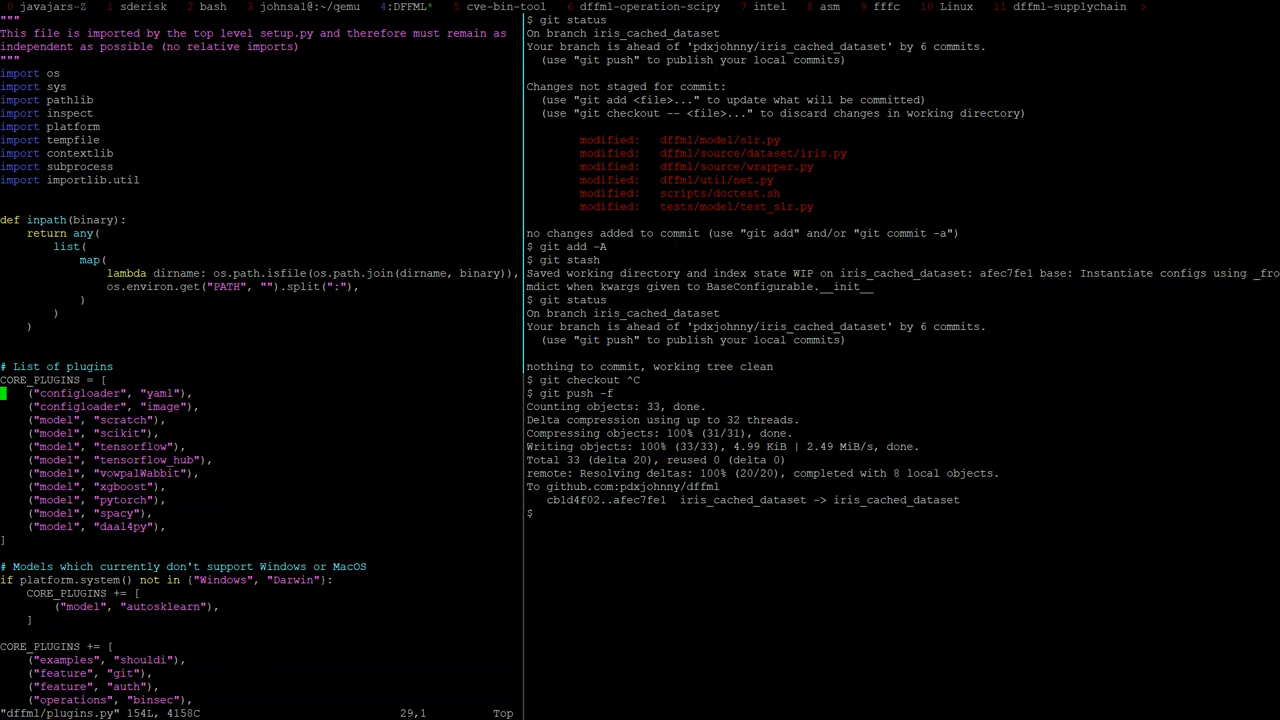 0 javajars-Z 1 sderisk 2 bash 3 johnsa1@:~/qemu 4:DFFML* 5 cve-bin-tool 6 dffml-operation-scipy 7 intel 8 asm 9 fffc 10 Linux 11 dffml-supplychain >
"""
This file is imported by the top level setup.py and therefore must remain as
independent as possible (no relative imports)
"""
import os
import sys
import pathlib
import inspect
import platform
import tempfile
import contextlib
import subprocess
import importlib.util
def inpath(binary):
    return any(
        list(
            map(
                lambda dirname: os.path.isfile(os.path.join(dirname, binary)),
                os.environ.get("PATH", "").split(":"),
            )
        )
    )
# List of plugins
CORE_PLUGINS = [
    ("configloader", "yaml"),
    ("configloader", "image"),
    ("model", "scratch"),
    ("model", "scikit"),
    ("model", "tensorflow"),
    ("model", "tensorflow_hub"),
    ("model", "vowpalWabbit"),
    ("model", "xgboost"),
    ("model", "pytorch"),
    ("model", "spacy"),
    ("model", "daal4py"),
]
# Models which currently don't support Windows or MacOS
if platform.system() not in {"Windows", "Darwin"}:
    CORE_PLUGINS += [
        ("model", "autosklearn"),
    ]
CORE_PLUGINS += [
    ("examples", "shouldi"),
    ("feature", "git"),
    ("feature", "auth"),
    ("operations", "binsec"),
"dffml/plugins.py" 154L, 4158C 29,1 Top
$ git status
On branch iris_cached_dataset
Your branch is ahead of 'pdxjohnny/iris_cached_dataset' by 6 commits.
  (use "git push" to publish your local commits)
Changes not staged for commit:
  (use "git add <file>..." to update what will be committed)
  (use "git checkout -- <file>..." to discard changes in working directory)
        modified:   dffml/model/slr.py
        modified:   dffml/source/dataset/iris.py
        modified:   dffml/source/wrapper.py
        modified:   dffml/util/net.py
        modified:   scripts/doctest.sh
        modified:   tests/model/test_slr.py
no changes added to commit (use "git add" and/or "git commit -a")
$ git add -A
$ git stash
Saved working directory and index state WIP on iris_cached_dataset: afec7fe1 base: Instantiate configs using _fro
mdict when kwargs given to BaseConfigurable.__init__
$ git status
On branch iris_cached_dataset
Your branch is ahead of 'pdxjohnny/iris_cached_dataset' by 6 commits.
  (use "git push" to publish your local commits)
nothing to commit, working tree clean
$ git checkout ^C
$ git push -f
Counting objects: 33, done.
Delta compression using up to 32 threads.
Compressing objects: 100% (31/31), done.
Writing objects: 100% (33/33), 4.99 KiB | 2.49 MiB/s, done.
Total 33 (delta 20), reused 0 (delta 0)
remote: Resolving deltas: 100% (20/20), completed with 8 local objects.
To github.com:pdxjohnny/dffml
   cb1d4f02..afec7fe1  iris_cached_dataset -> iris_cached_dataset
$